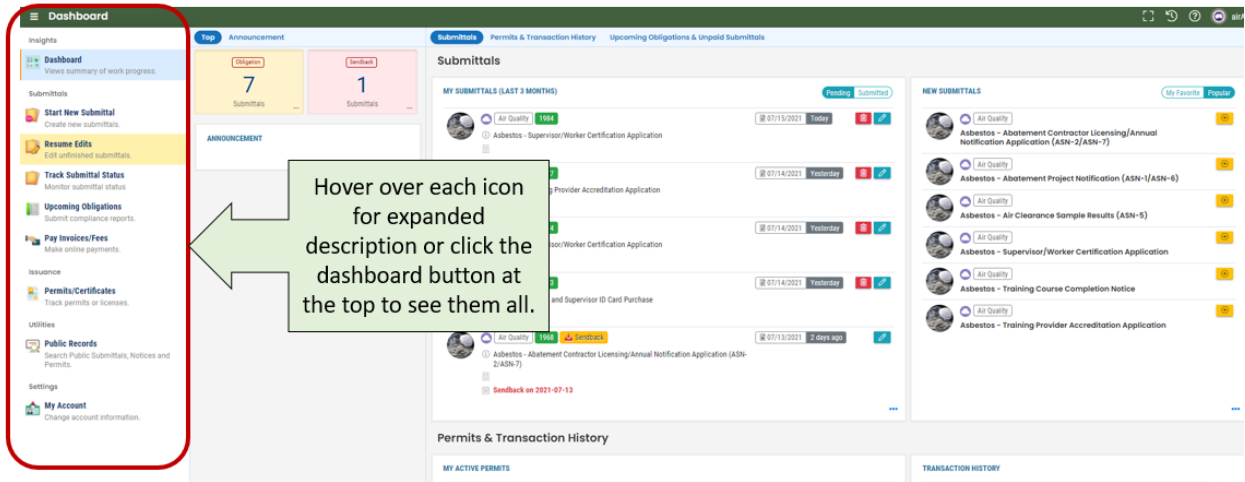 Dashboard
airA
Insights
Dashboard
Views summary of work progress.
Submittals
Start New Submittal
Create new submittals.
Resume Edits
Edit unfinished submittals.
Track Submittal Status
Monitor submittal status
Upcoming Obligations
Submit compliance reports.
Pay Invoices/Fees
Make online payments.
Issuance
Permits/Certificates
Track permits or licenses.
Utilities
Public Records
Search Public Submittals, Notices and
Permits.
Settings
My Account
Change account information.
Top Announcement
Obligation
7
Submittals
Sendback
1
Submittals
ANNOUNCEMENT
Hover over each icon
for expanded
description or click the
dashboard button at
the top to see them all.
Submittals Permits & Transaction History Upcoming Obligations & Unpaid Submittals
Submittals
MY SUBMITTALS (LAST 3 MONTHS) Pending Submitted
Air Quality 1984 07/15/2021 Today
Asbestos - Supervisor/Worker Certification Application
7 07/14/2021 Yesterday
Provider Accreditation Application
4 07/14/2021 Yesterday
isor/Worker Certification Application
3 07/14/2021 Yesterday
and Supervisor ID Card Purchase
Air Quality 1968 Sendback 07/13/2021 2 days ago
Asbestos - Abatement Contractor Licensing/Annual Notification Application (ASN-
2/ASN-7)
Sendback on 2021-07-13
NEW SUBMITTALS My Favorite Popular
Air Quality
Asbestos - Abatement Contractor Licensing/Annual
Notification Application (ASN-2/ASN-7)
Air Quality
Asbestos - Abatement Project Notification (ASN-1/ASN-6)
Air Quality
Asbestos - Air Clearance Sample Results (ASN-5)
Air Quality
Asbestos - Supervisor/Worker Certification Application
Air Quality
Asbestos - Training Course Completion Notice
Air Quality
Asbestos - Training Provider Accreditation Application
Permits & Transaction History
MY ACTIVE PERMITS
TRANSACTION HISTORY